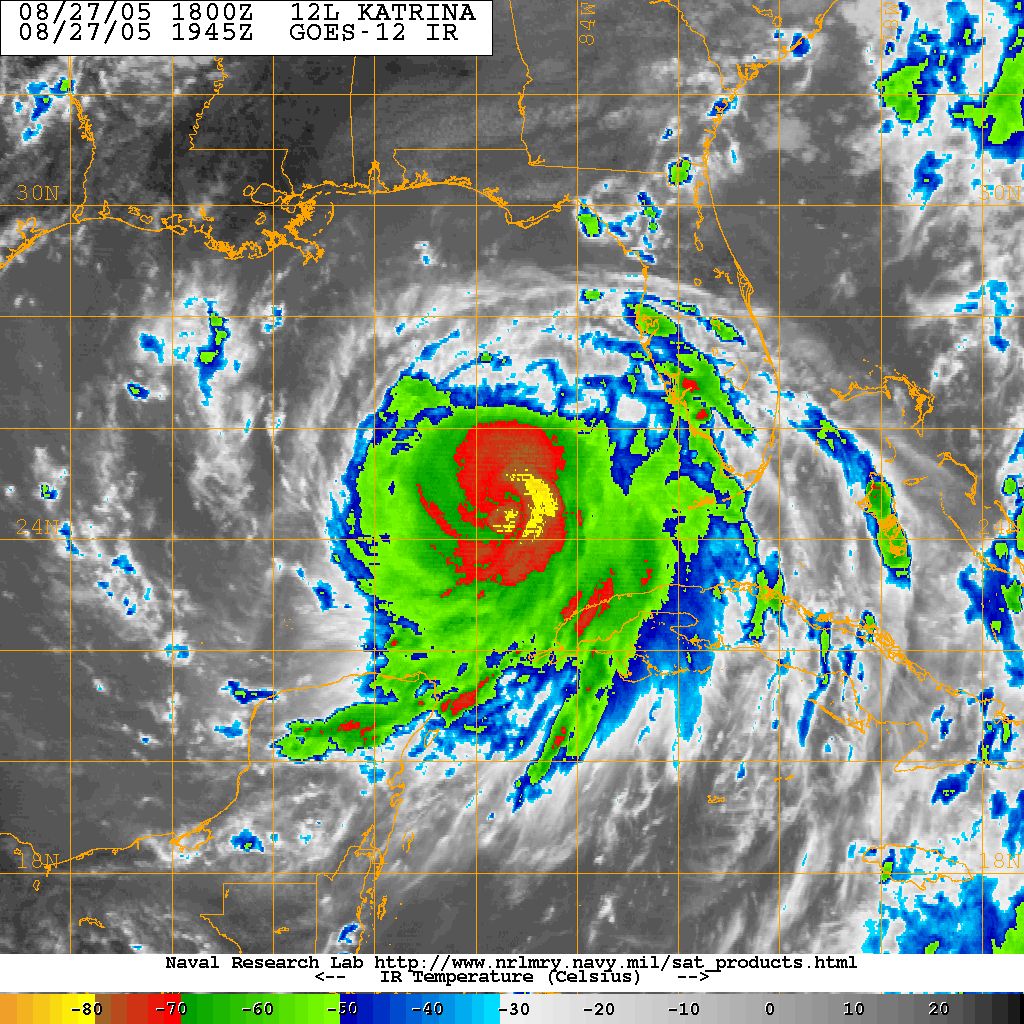 08/27/05 1800Z 12L KATRINA
08/27/05 1945Z GOES-12 IR
84W
30N 30N
24N 24N
18N 18N
Naval Research Lab http://www.nrlmry.navy.mil/sat_products.html
<-- IR Temperature (Celsius) -->
-80 -70 -60 -50 -40 -30 -20 -10 0 10 20